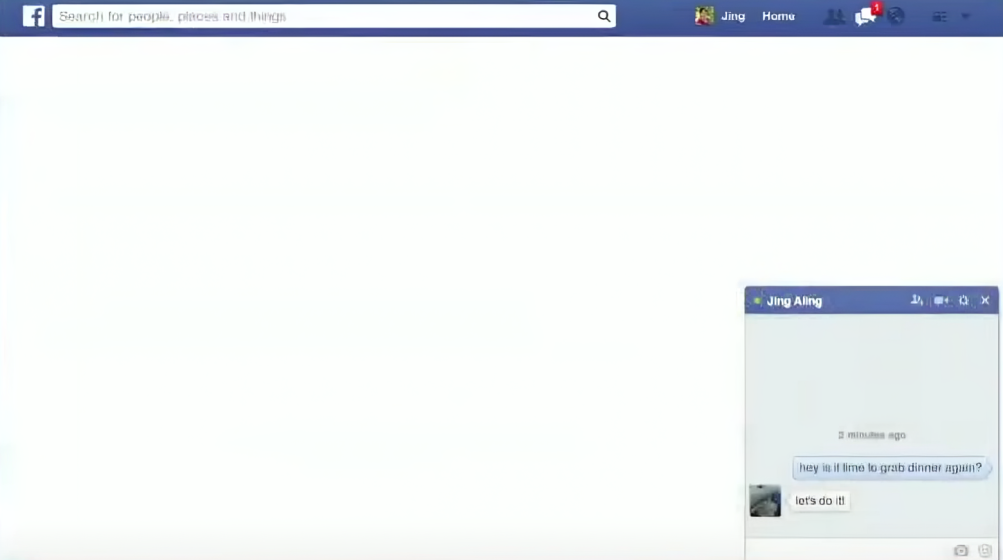 Search for people, places and things
Jing
Home
1
Jing Aling
2 minutes ago
hey is it time to grab dinner again?
let's do it!